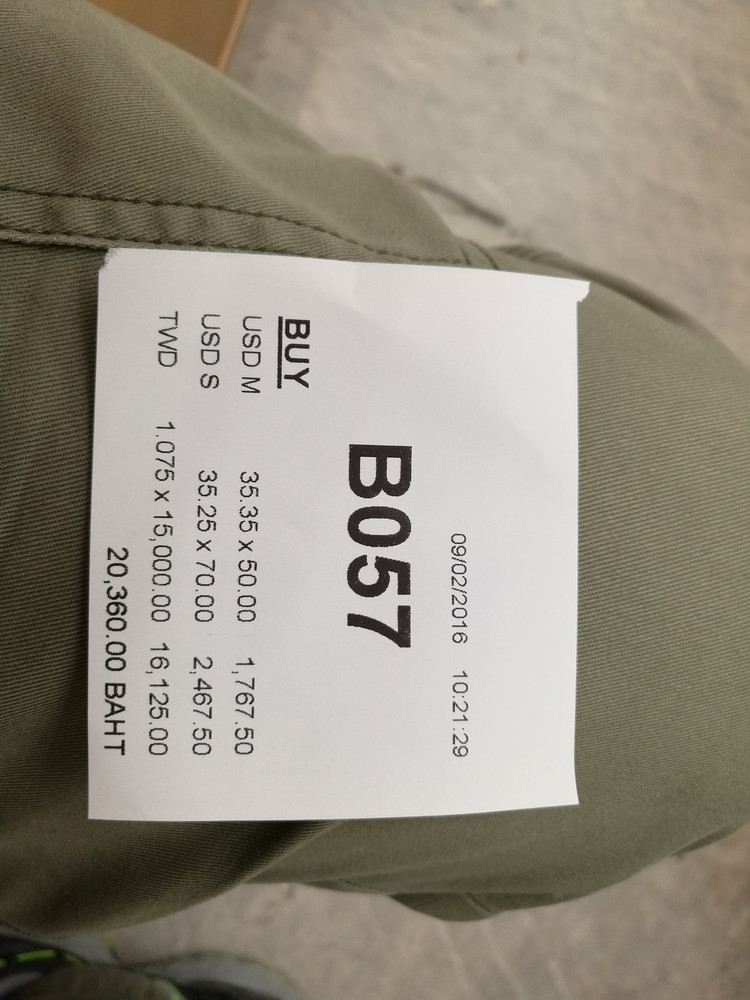 09/02/2016 10:21:29
B057
BUY
USD M 35.35 x 50.00 1,767.50
USD S 35.25 x 70.00 2,467.50
TWD 1.075 x 15,000.00 16,125.00
20,360.00 BAHT